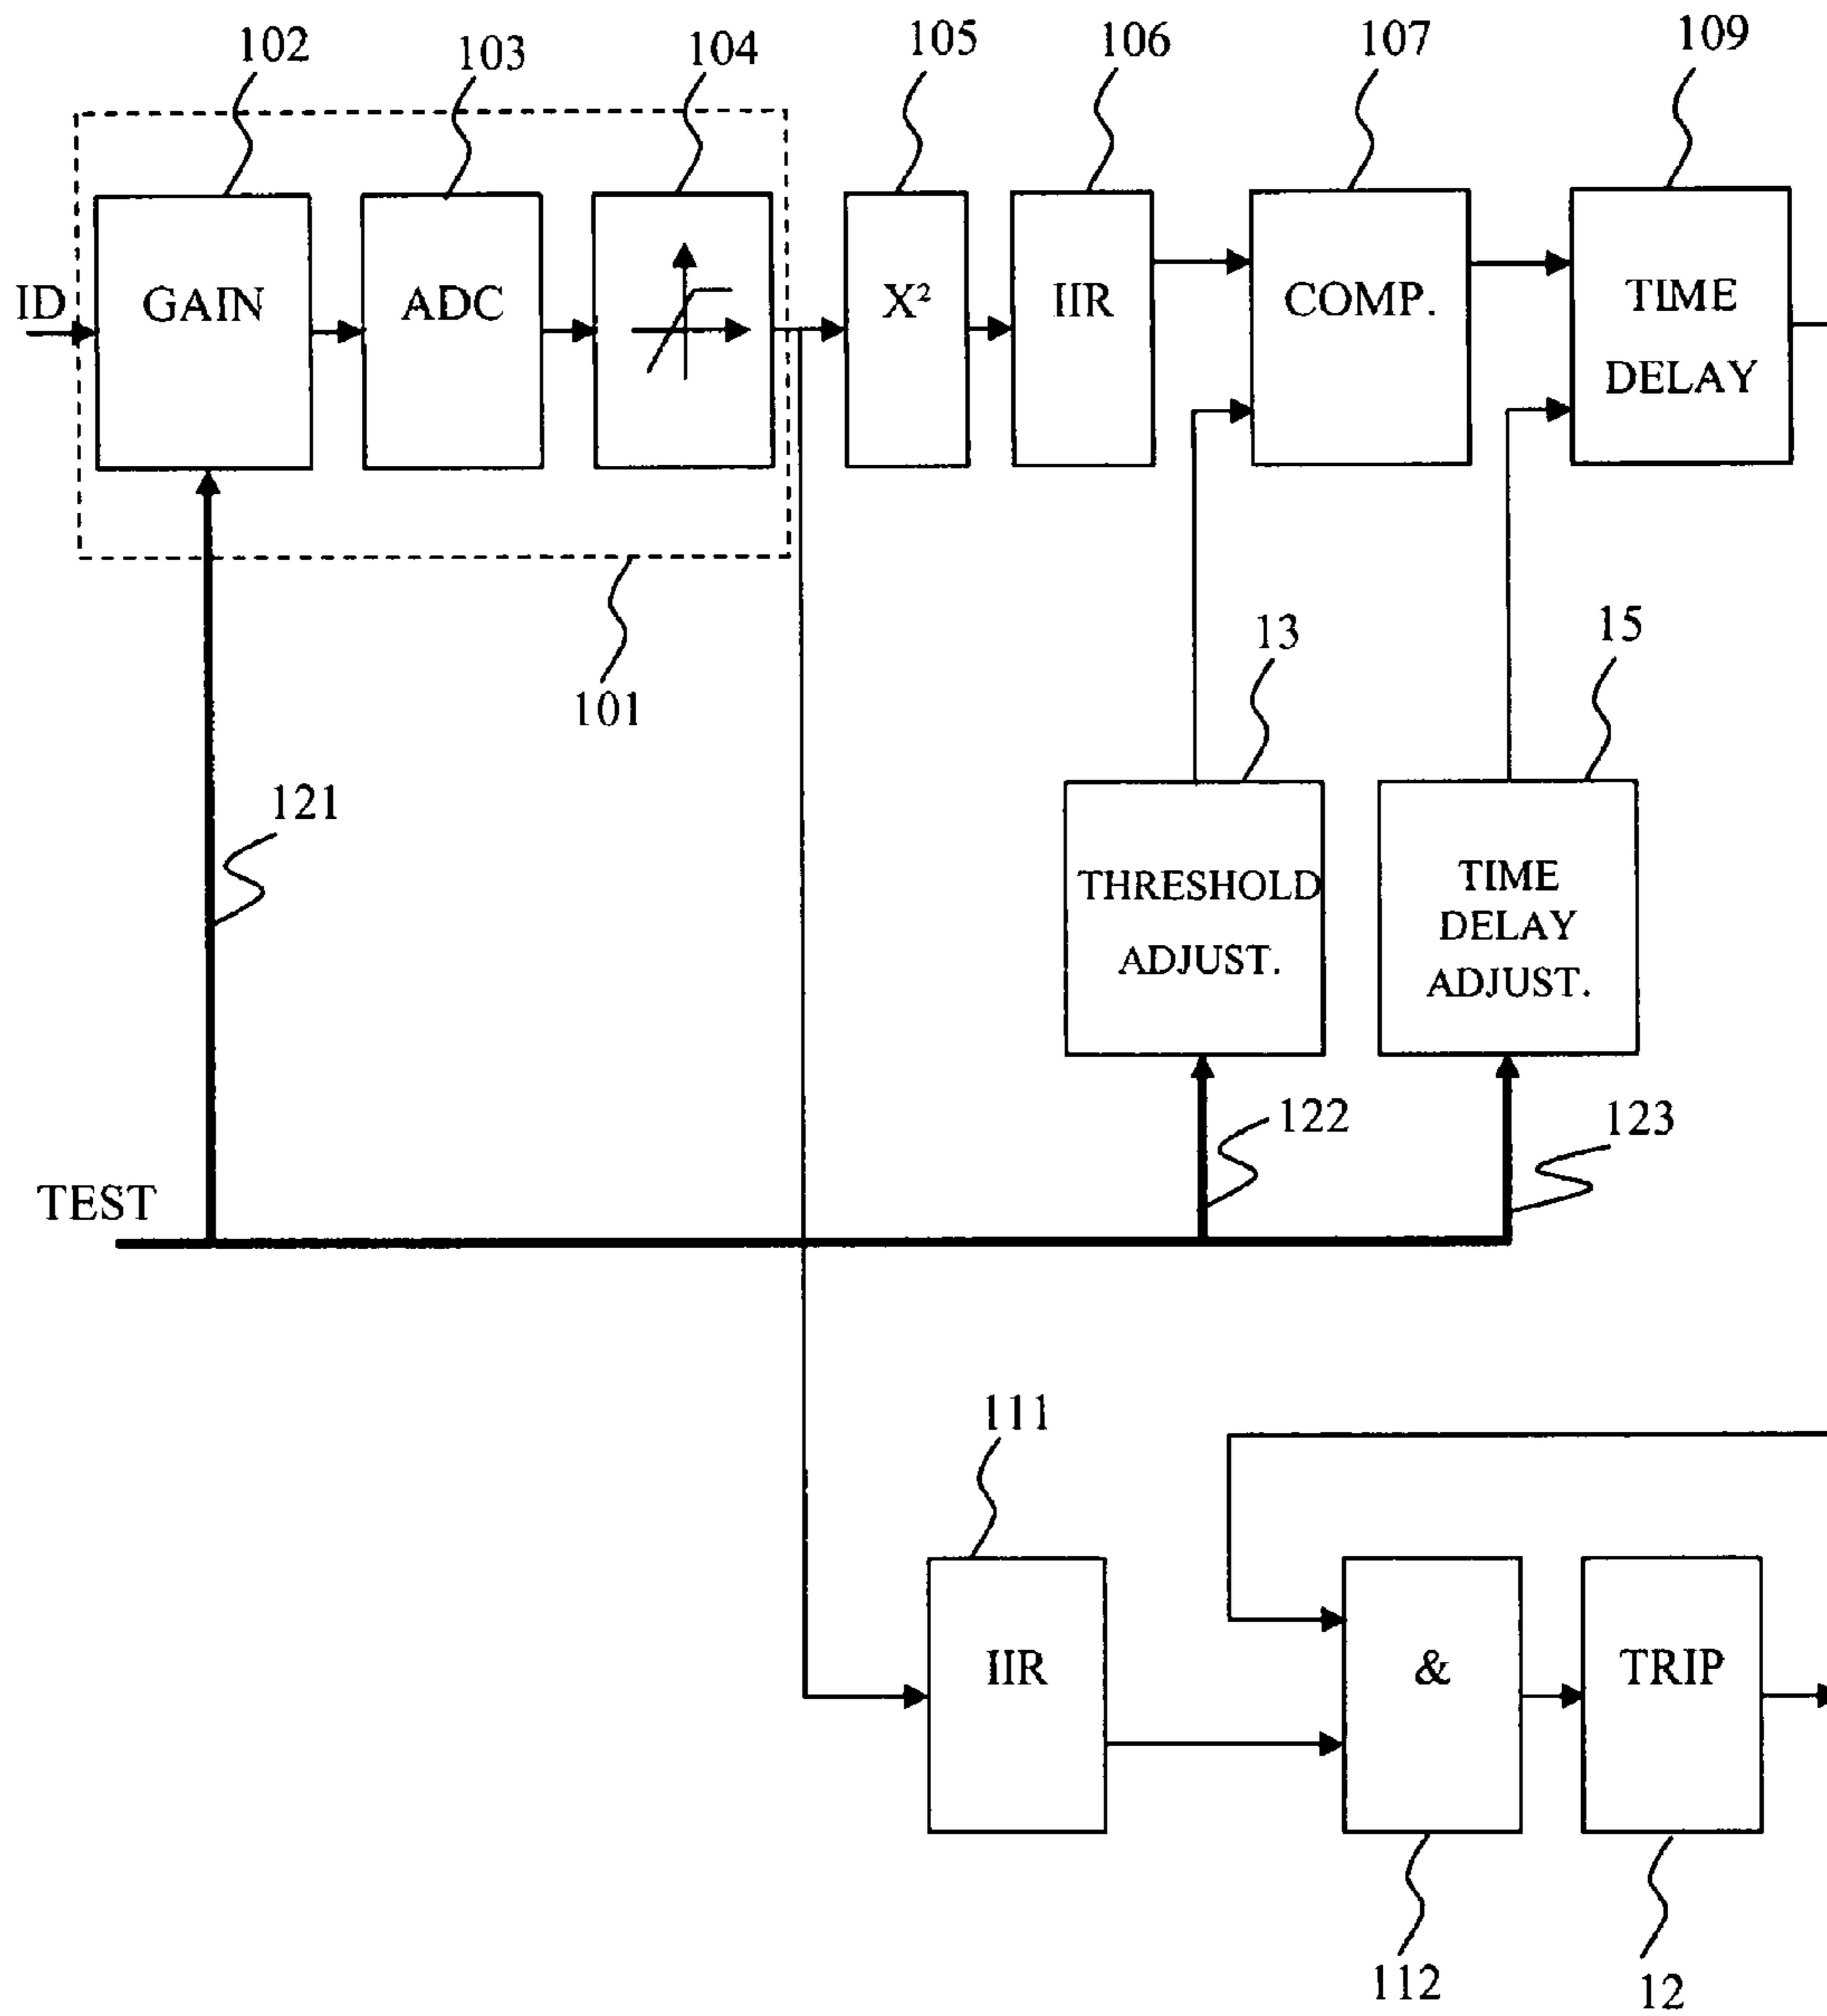 102
103
104
105
106
107
109
ID
GAIN
ADC
X²
IIR
COMP.
TIME
DELAY
101
13
15
121
THRESHOLD
ADJUST.
TIME
DELAY
ADJUST.
122
123
TEST
111
IIR
&
TRIP
112
12